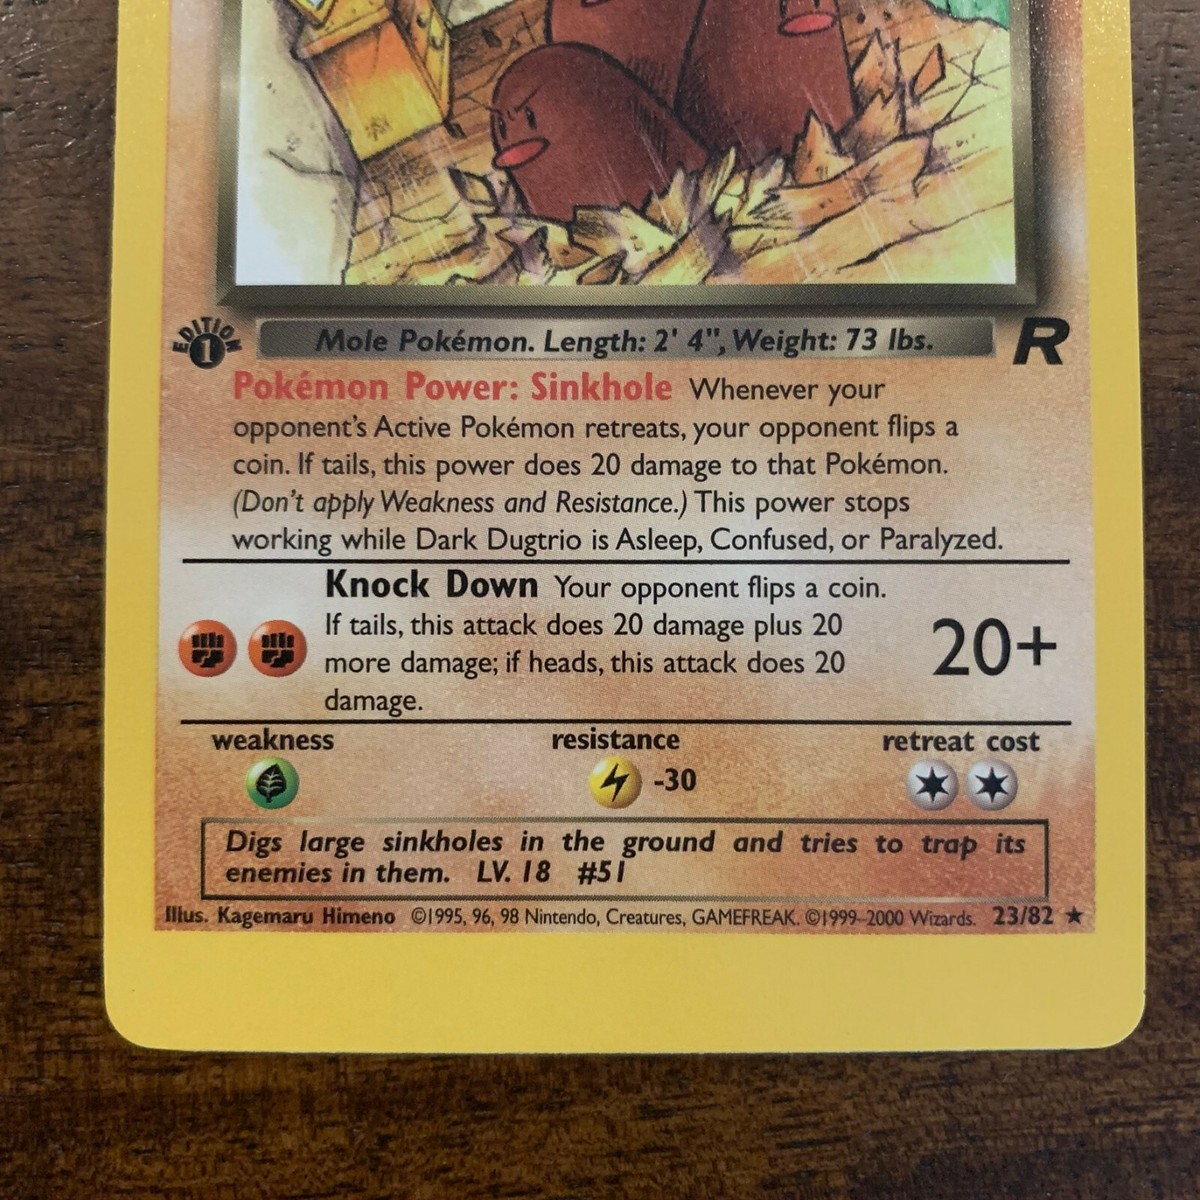 EDITION 1
Mole Pokémon. Length: 2' 4", Weight: 73 lbs.
R
Pokémon Power: Sinkhole Whenever your
opponent's Active Pokémon retreats, your opponent flips a
coin. If tails, this power does 20 damage to that Pokémon.
(Don't apply Weakness and Resistance.) This power stops
working while Dark Dugtrio is Asleep, Confused, or Paralyzed.
Knock Down Your opponent flips a coin.
If tails, this attack does 20 damage plus 20
more damage; if heads, this attack does 20
damage.
20+
weakness resistance retreat cost
-30
Digs large sinkholes in the ground and tries to trap its
enemies in them. LV. 18 #51
Illus. Kagemaru Himeno ©1995, 96, 98 Nintendo, Creatures, GAMEFREAK. ©1999-2000 Wizards. 23/82 ★